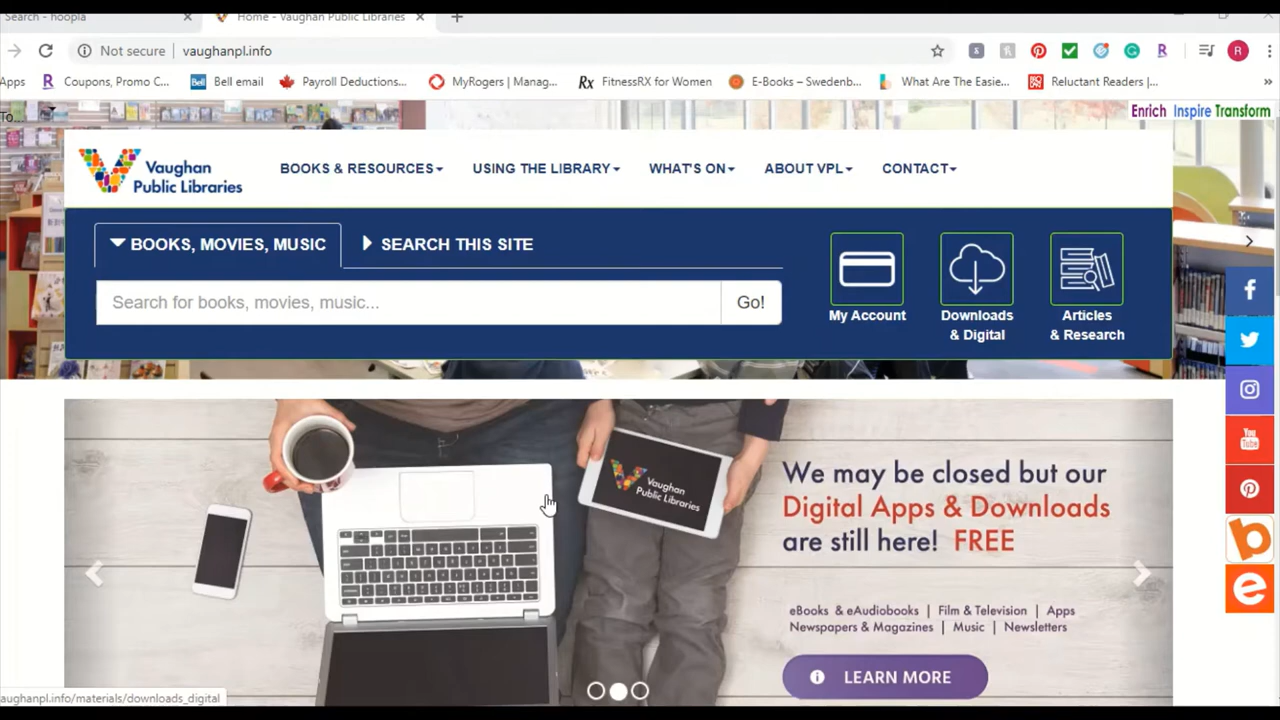 Search - hoopla
Home - Vaughan Public Libraries
Not secure | vaughanpl.info
Apps
Coupons, Promo C...
Bell email
Payroll Deductions...
MyRogers | Manag...
FitnessRX for Women
E-Books – Swedenb...
What Are The Easie...
Reluctant Readers |...
To...
Enrich Inspire Transform
Vaughan
Public Libraries
BOOKS & RESOURCES
USING THE LIBRARY
WHAT'S ON
ABOUT VPL
CONTACT
BOOKS, MOVIES, MUSIC
SEARCH THIS SITE
Search for books, movies, music...
Go!
My Account
Downloads
& Digital
Articles
& Research
Vaughan
Public Libraries
We may be closed but our
Digital Apps & Downloads
are still here! FREE
eBooks & eAudiobooks | Film & Television | Apps
Newspapers & Magazines | Music | Newsletters
LEARN MORE
aughanpl.info/materials/downloads_digital